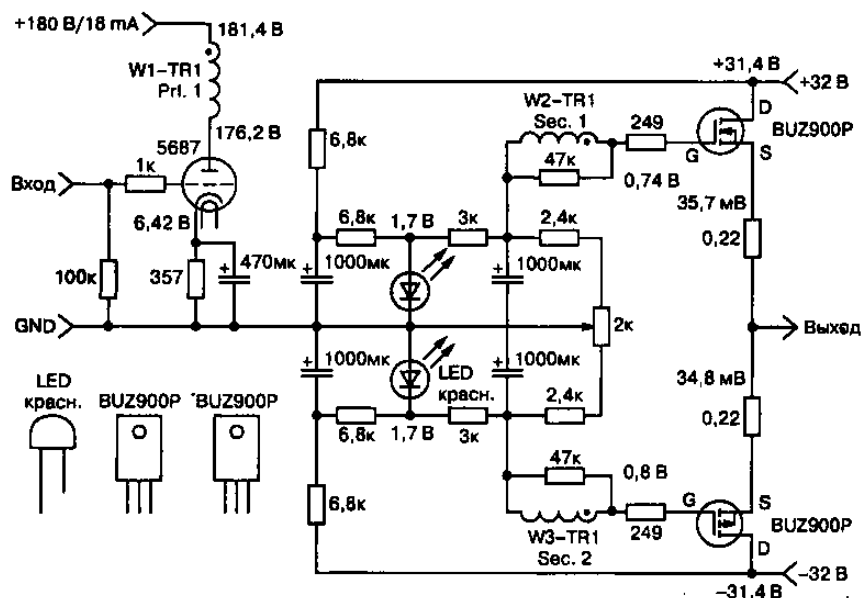 +180 В/18 mA
181,4 В
W1-TR1
Pri. 1
176,2 В
5687
1к
Вход
6,42 В
100к
357
470мк
GND
+31,4 В
+32 В
W2-TR1
Sec. 1
249
D
BUZ900P
G
S
6,8к
47к
0,74 В
6,8к
1,7 В
3к
2,4к
35,7 мВ
0,22
+
1000мк
+
1000мк
+
2к
Выход
+
1000мк
+
1000мк
LED
красн.
2,4к
34,8 мВ
0,22
6,8к
1,7 В
3к
LED
красн.
BUZ900P
BUZ900P
47к
0,8 В
6,8к
G
S
BUZ900P
W3-TR1
Sec. 2
249
D
-32 В
-31,4 В